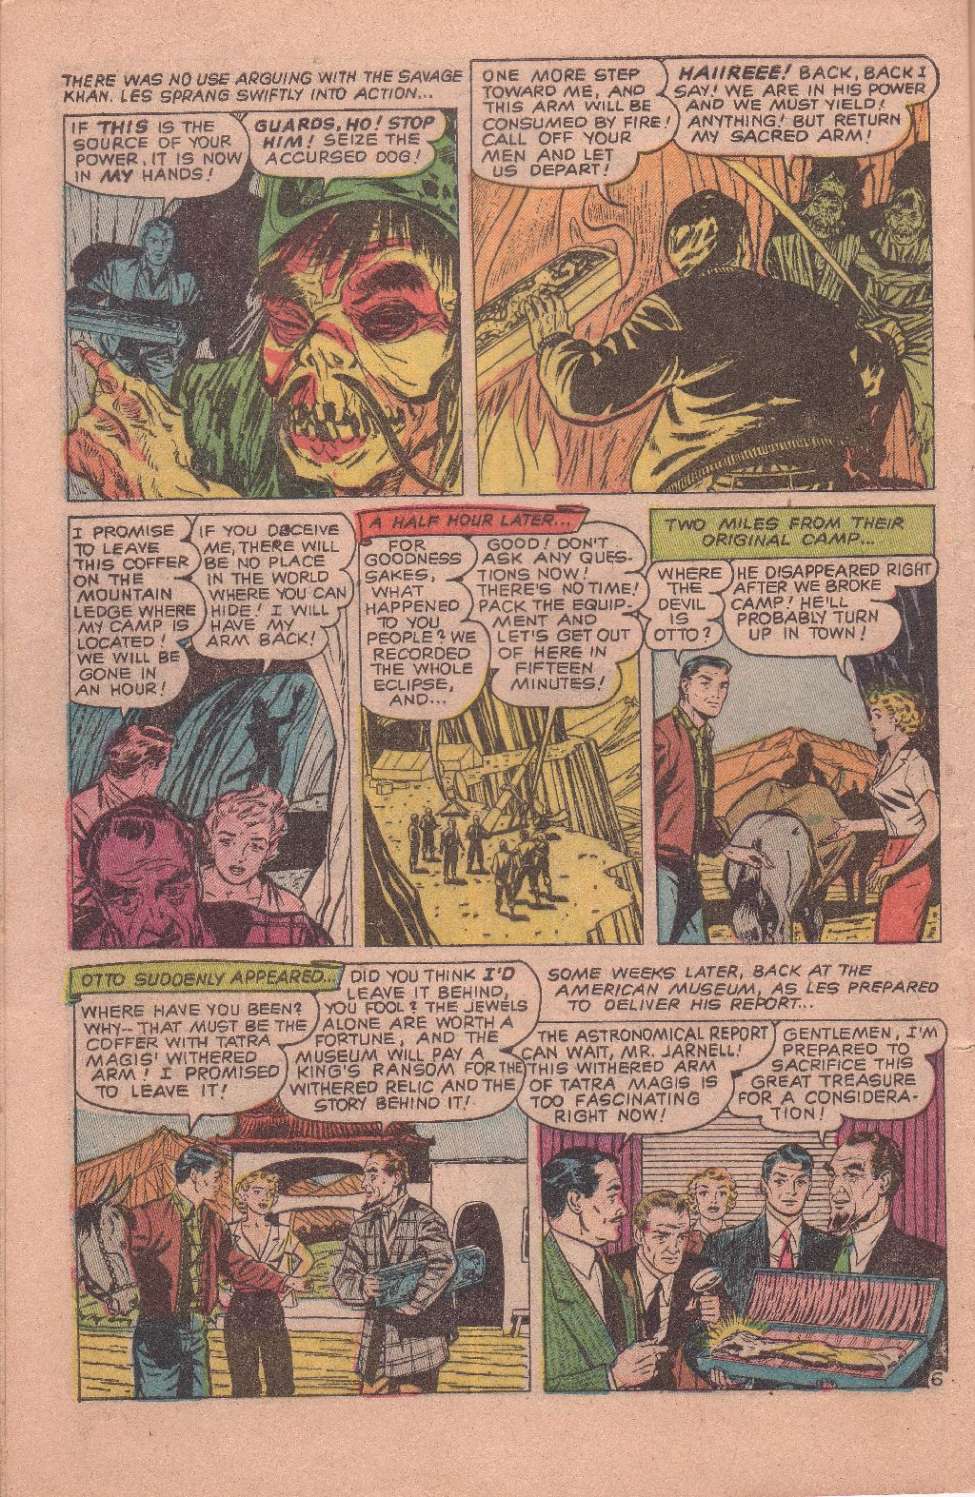 THERE WAS NO USE ARGUING WITH THE SAVAGE
KHAN. LES SPRANG SWIFTLY INTO ACTION...
IF THIS IS THE
SOURCE OF YOUR
POWER, IT IS NOW
IN MY HANDS!
GUARDS, HO! STOP
HIM! SEIZE THE
ACCURSED DOG!
ONE MORE STEP
TOWARD ME, AND
THIS ARM WILL BE
CONSUMED BY FIRE!
CALL OFF YOUR
MEN AND LET
US DEPART!
HAIIREEE! BACK, BACK I
SAY! WE ARE IN HIS POWER
AND WE MUST YIELD!
ANYTHING! BUT RETURN
MY SACRED ARM!
I PROMISE
TO LEAVE
THIS COFFER
ON THE
MOUNTAIN
LEDGE WHERE
MY CAMP IS
LOCATED!
WE WILL BE
GONE IN
AN HOUR!
IF YOU DECEIVE
ME, THERE WILL
BE NO PLACE
IN THE WORLD
WHERE YOU CAN
HIDE! I WILL
HAVE MY
ARM BACK!
A HALF HOUR LATER...
FOR
GOODNESS
SAKES,
WHAT
HAPPENED
TO YOU
PEOPLE? WE
RECORDED
THE WHOLE
ECLIPSE,
AND...
GOOD! DON'T
ASK ANY QUES-
TIONS NOW!
THERE'S NO TIME!
PACK THE EQUIP-
MENT AND
LET'S GET OUT
OF HERE IN
FIFTEEN
MINUTES!
TWO MILES FROM THEIR
ORIGINAL CAMP...
WHERE
THE
DEVIL
IS
OTTO?
HE DISAPPEARED RIGHT
AFTER WE BROKE
CAMP! HE'LL
PROBABLY TURN
UP IN TOWN!
OTTO SUDDENLY APPEARED...
WHERE HAVE YOU BEEN?
WHY-- THAT MUST BE THE
COFFER WITH TATRA
MAGIS' WITHERED
ARM! I PROMISED
TO LEAVE IT!
DID YOU THINK I'D
LEAVE IT BEHIND,
YOU FOOL? THE JEWELS
ALONE ARE WORTH A
FORTUNE, AND THE
MUSEUM WILL PAY A
KING'S RANSOM FOR THE
WITHERED RELIC AND THE
STORY BEHIND IT!
SOME WEEKS LATER, BACK AT THE
AMERICAN MUSEUM, AS LES PREPARED
TO DELIVER HIS REPORT...
THE ASTRONOMICAL REPORT
CAN WAIT, MR. JARNELL!
THIS WITHERED ARM
OF TATRA MAGIS IS
TOO FASCINATING
RIGHT NOW!
GENTLEMEN, I'M
PREPARED TO
SACRIFICE THIS
GREAT TREASURE
FOR A CONSIDERA-
TION!
6